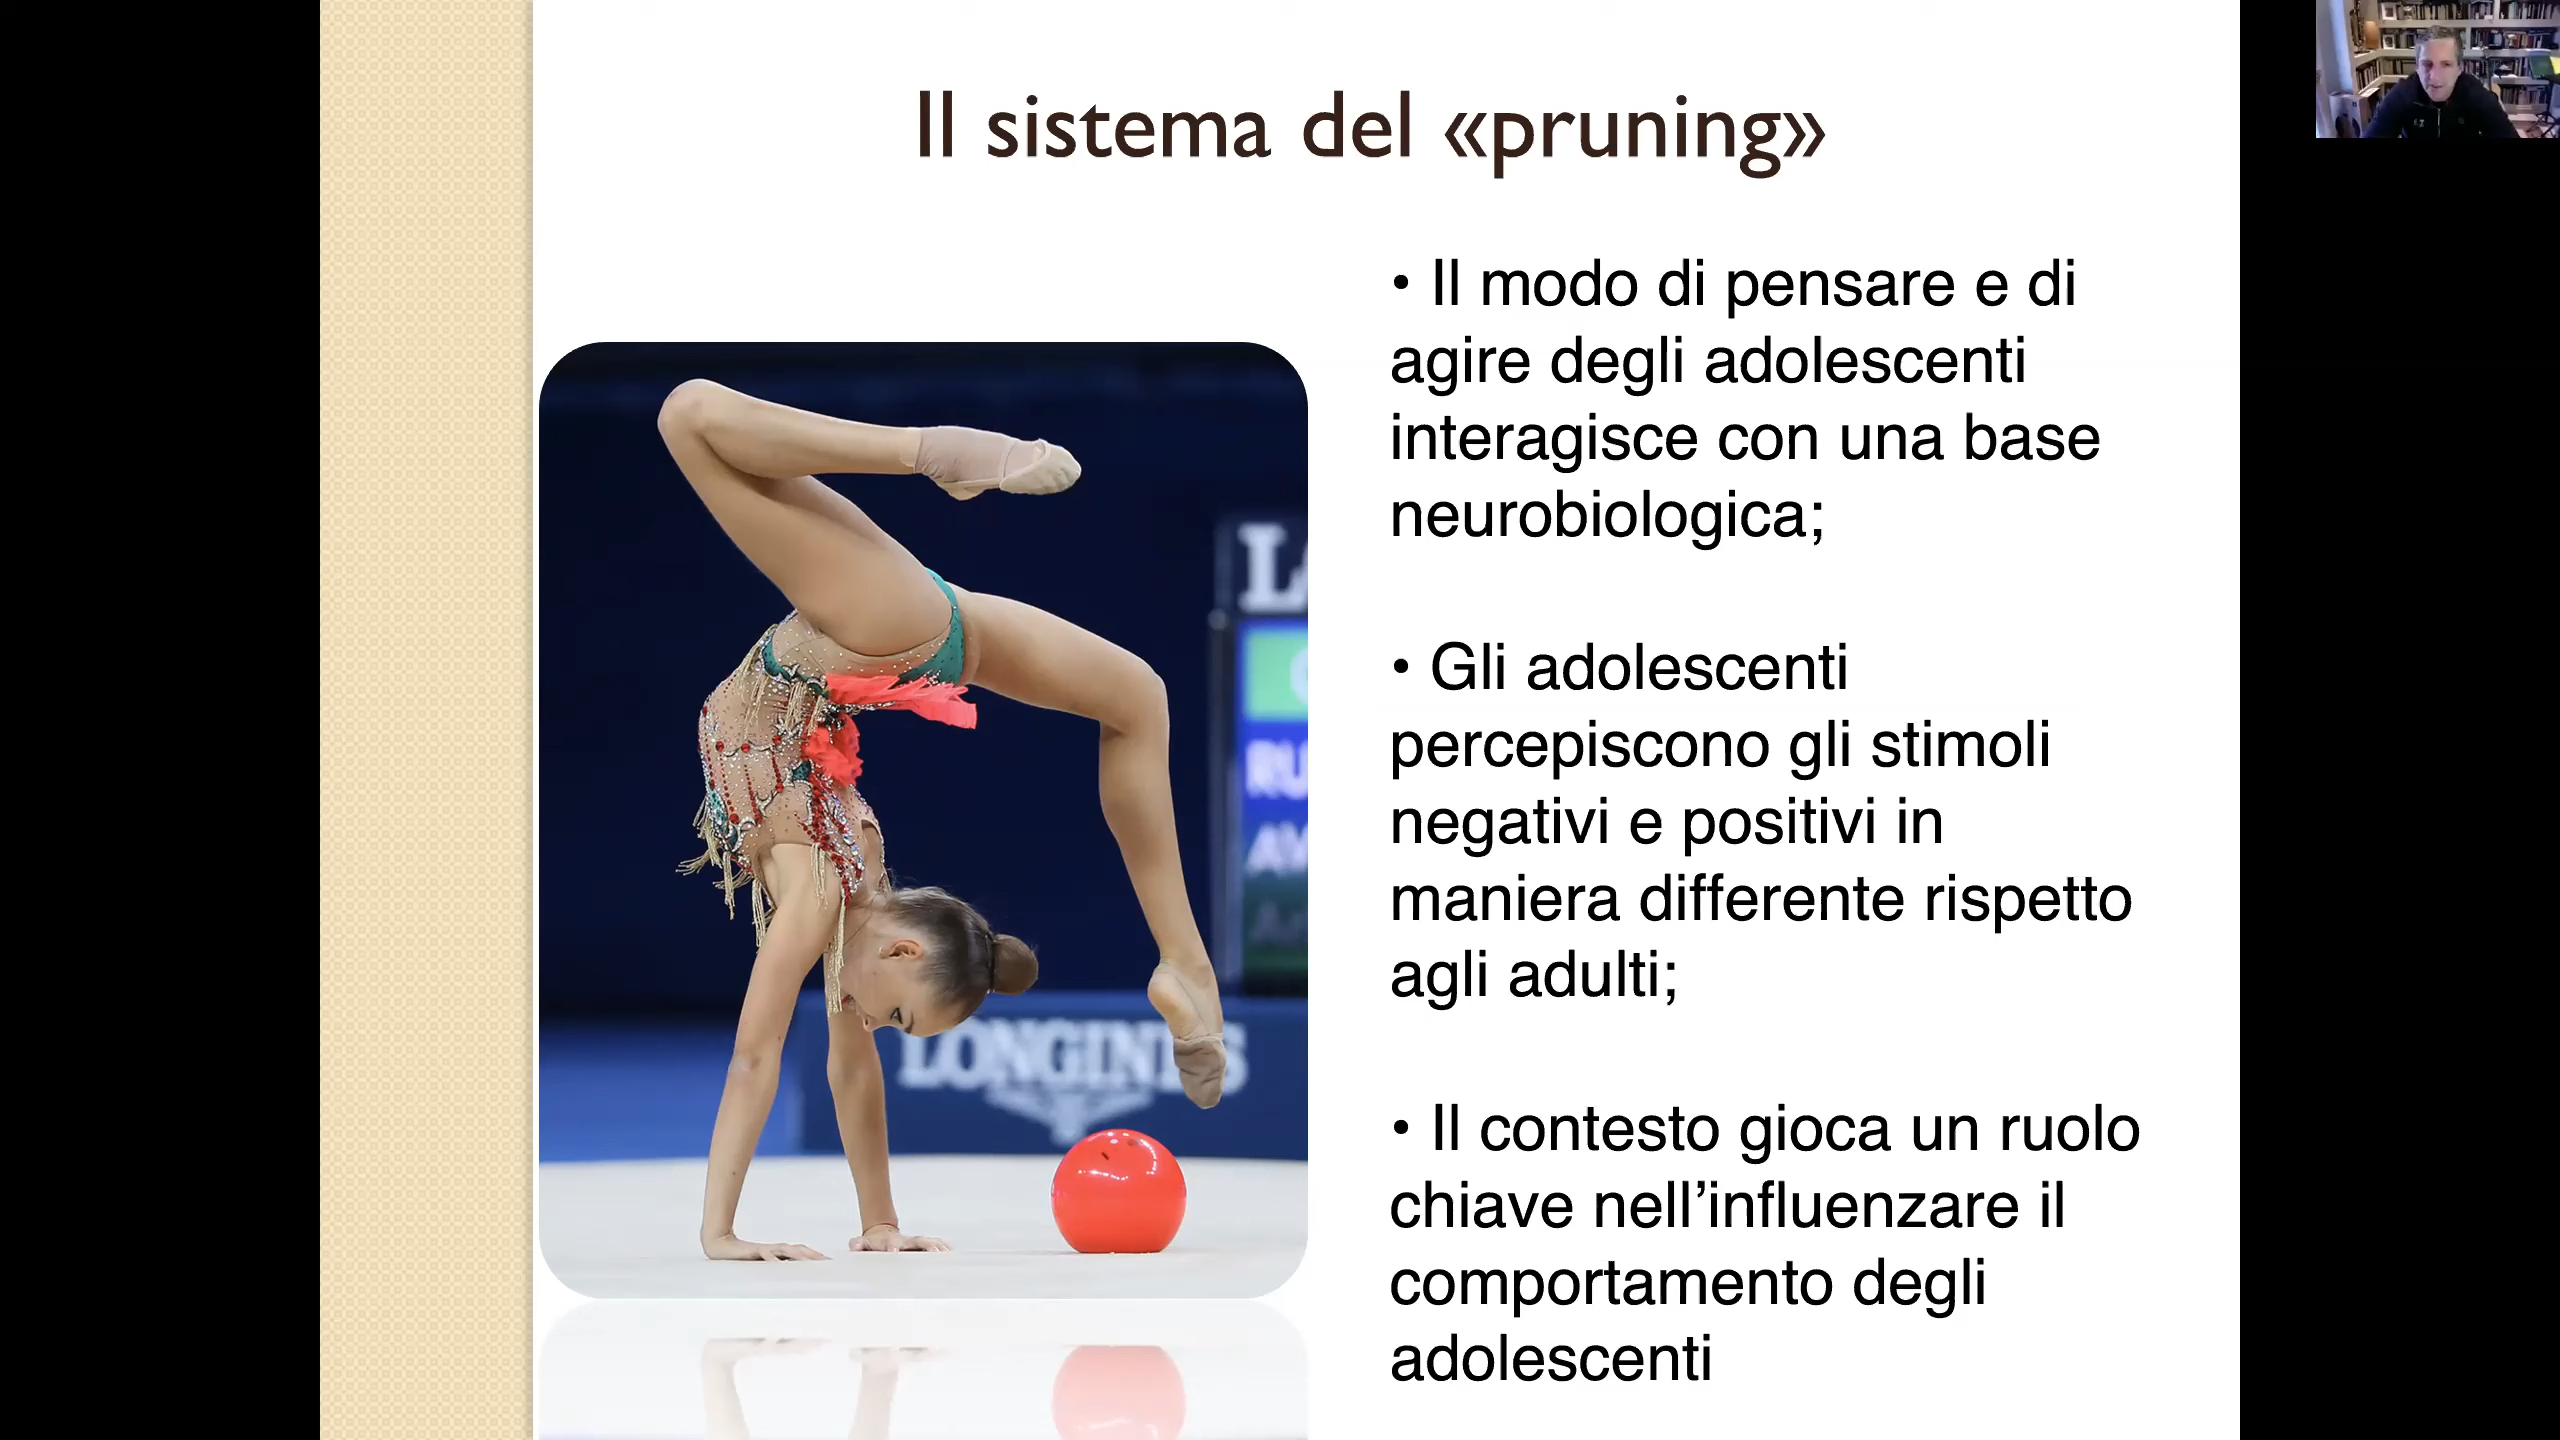 Il sistema del «pruning»
• Il modo di pensare e di
agire degli adolescenti
interagisce con una base
neurobiologica;
• Gli adolescenti
percepiscono gli stimoli
negativi e positivi in
maniera differente rispetto
agli adulti;
• Il contesto gioca un ruolo
chiave nell’influenzare il
comportamento degli
adolescenti
RU
LONGINES